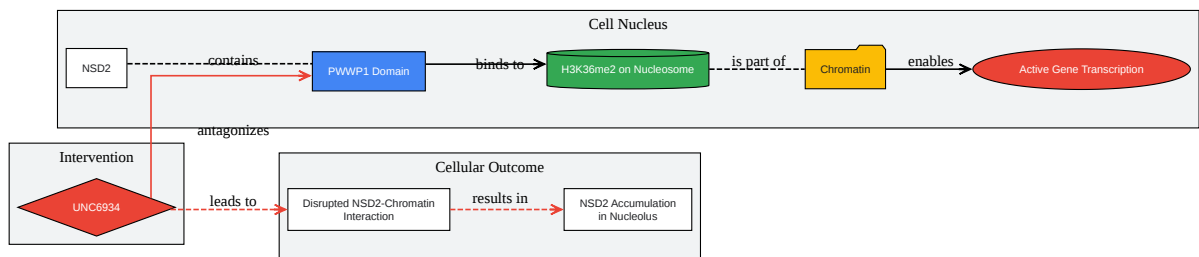 Cell Nucleus
NSD2
contains
PWWP1 Domain
binds to
H3K36me2 on Nucleosome
is part of
Chromatin
enables
Active Gene Transcription
antagonizes
Intervention
UNC6934
leads to
Cellular Outcome
Disrupted NSD2-Chromatin
Interaction
results in
NSD2 Accumulation
in Nucleolus